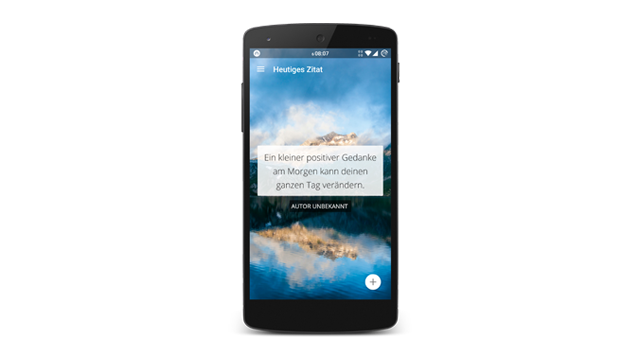 08:07
Heutiges Zitat
Ein kleiner positiver Gedanke
am Morgen kann deinen
ganzen Tag verändern.
AUTOR UNBEKANNT